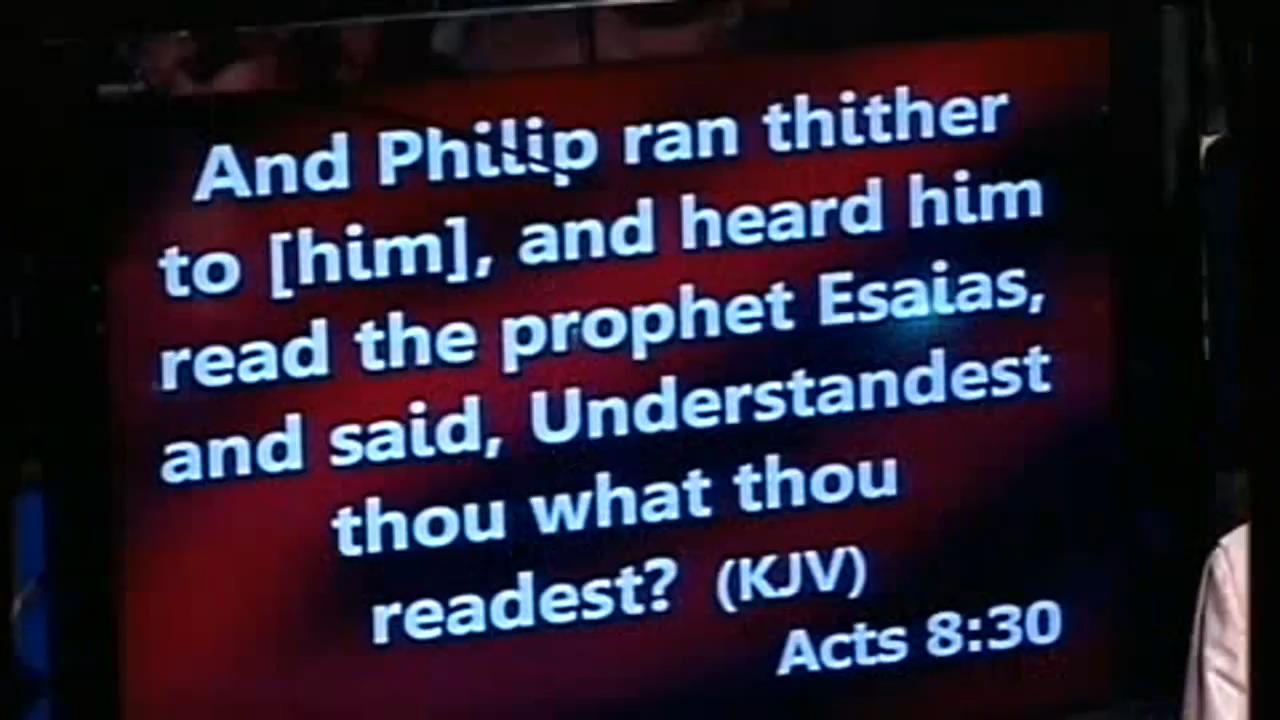 And Philip ran thither
to [him], and heard him
read the prophet Esaias,
and said, Understandest
thou what thou
readest? (KJV)
Acts 8:30